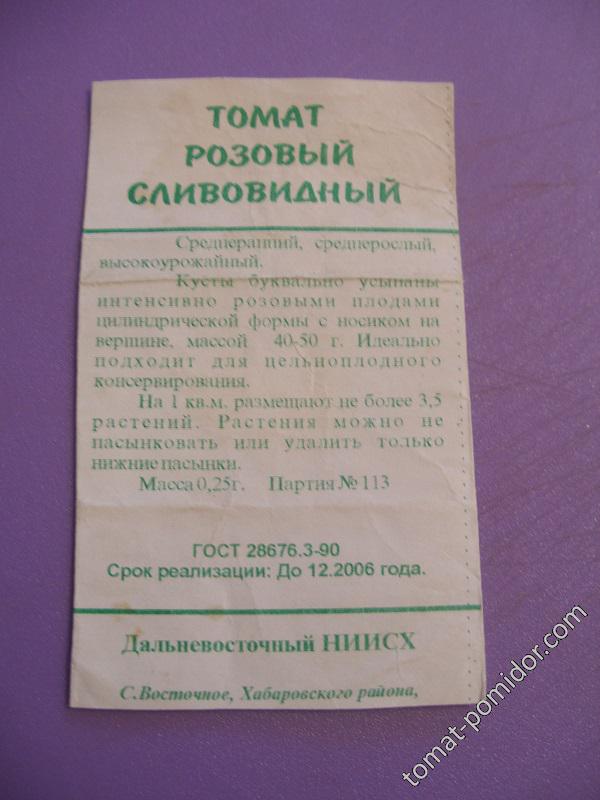 ТОМАТ
РОЗОВЫЙ
СЛИВОВИДНЫЙ
Среднеранний, среднерослый,
высокоурожайный.
Кусты буквально усыпаны
интенсивно розовыми плодами
цилиндрической формы с носиком на
вершине, массой 40-50 г. Идеально
подходит для цельноплодного
консервирования.
На 1 кв.м. размещают не более 3,5
растений. Растения можно не
пасынковать или удалить только
нижние пасынки.
Масса 0,25г. Партия №113
ГОСТ 28676.3-90
Срок реализации: До 12.2006 года.
Дальневосточный НИИСХ
С.Восточное, Хабаровского района,
tomat-pomidor.com